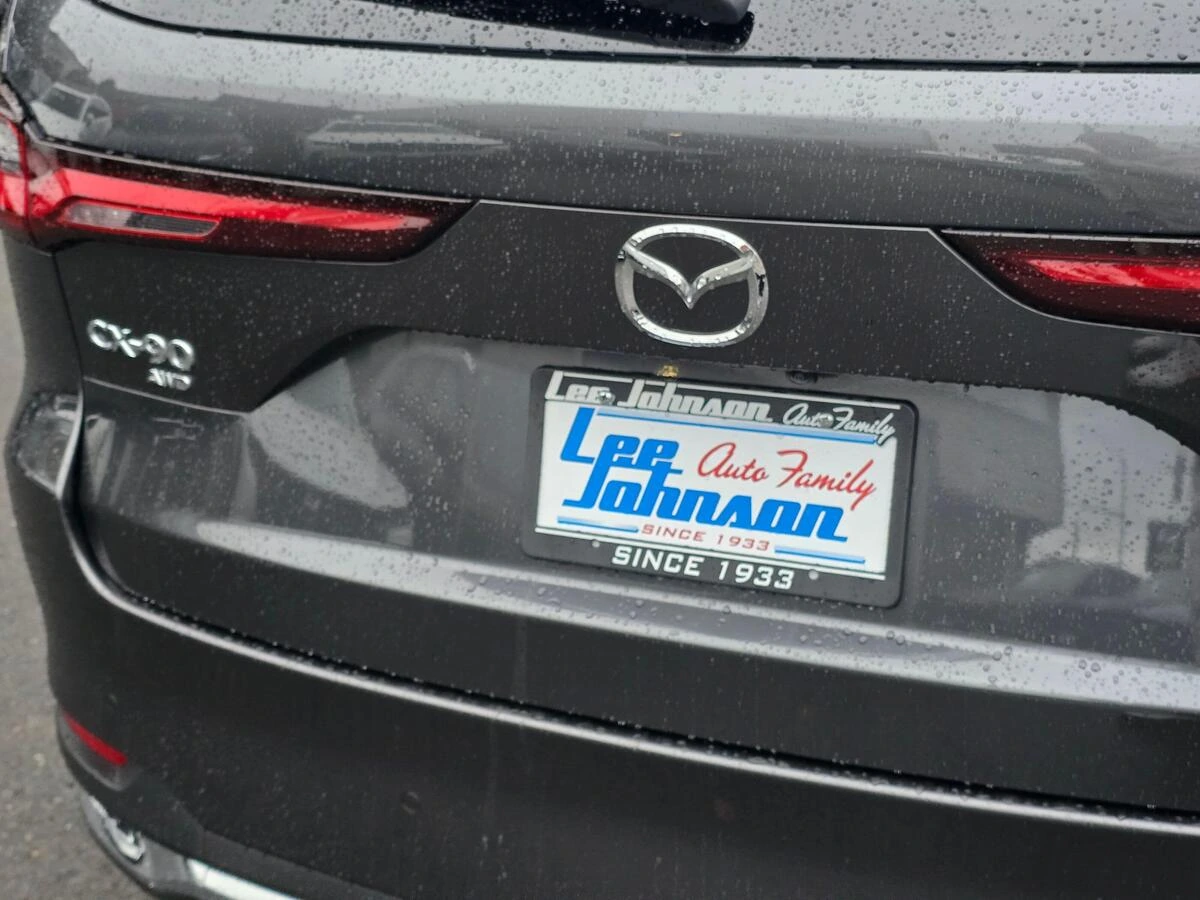 CX-90
AWD
Lee Johnson Auto Family
Lee
Johnson
Auto Family
SINCE 1933
SINCE 1933